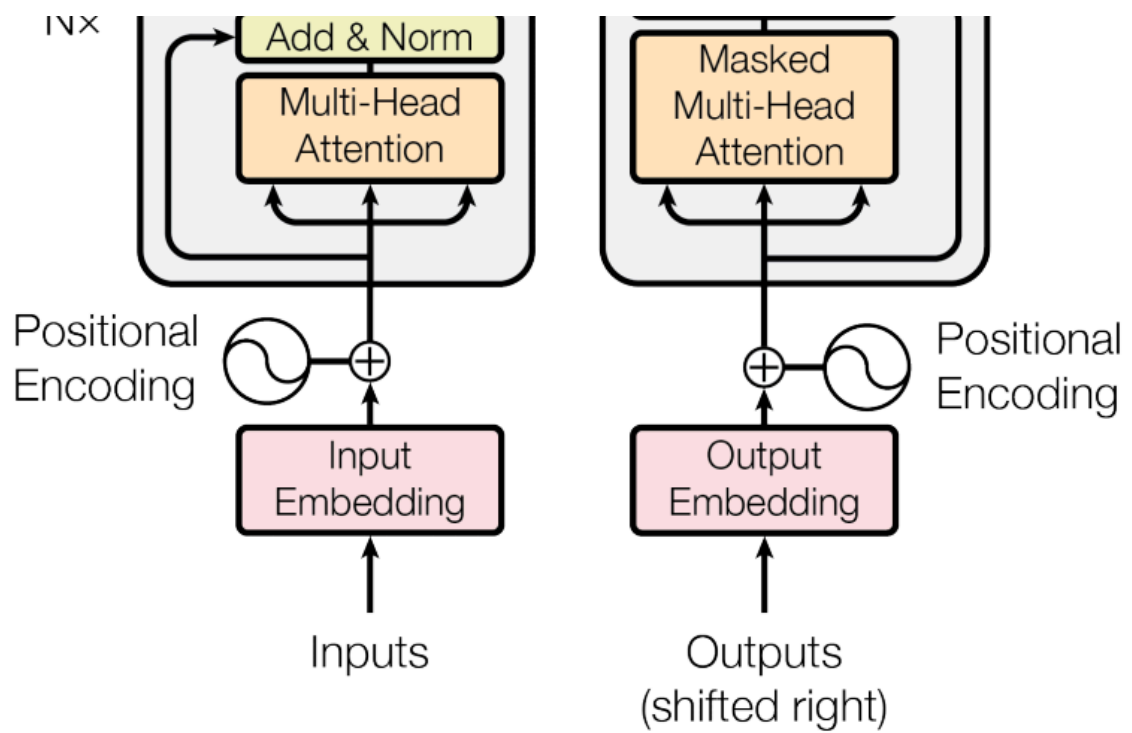 N×
Add & Norm
Multi-Head
Attention
Masked
Multi-Head
Attention
Positional
Encoding
Positional
Encoding
Input
Embedding
Output
Embedding
Inputs
Outputs
(shifted right)